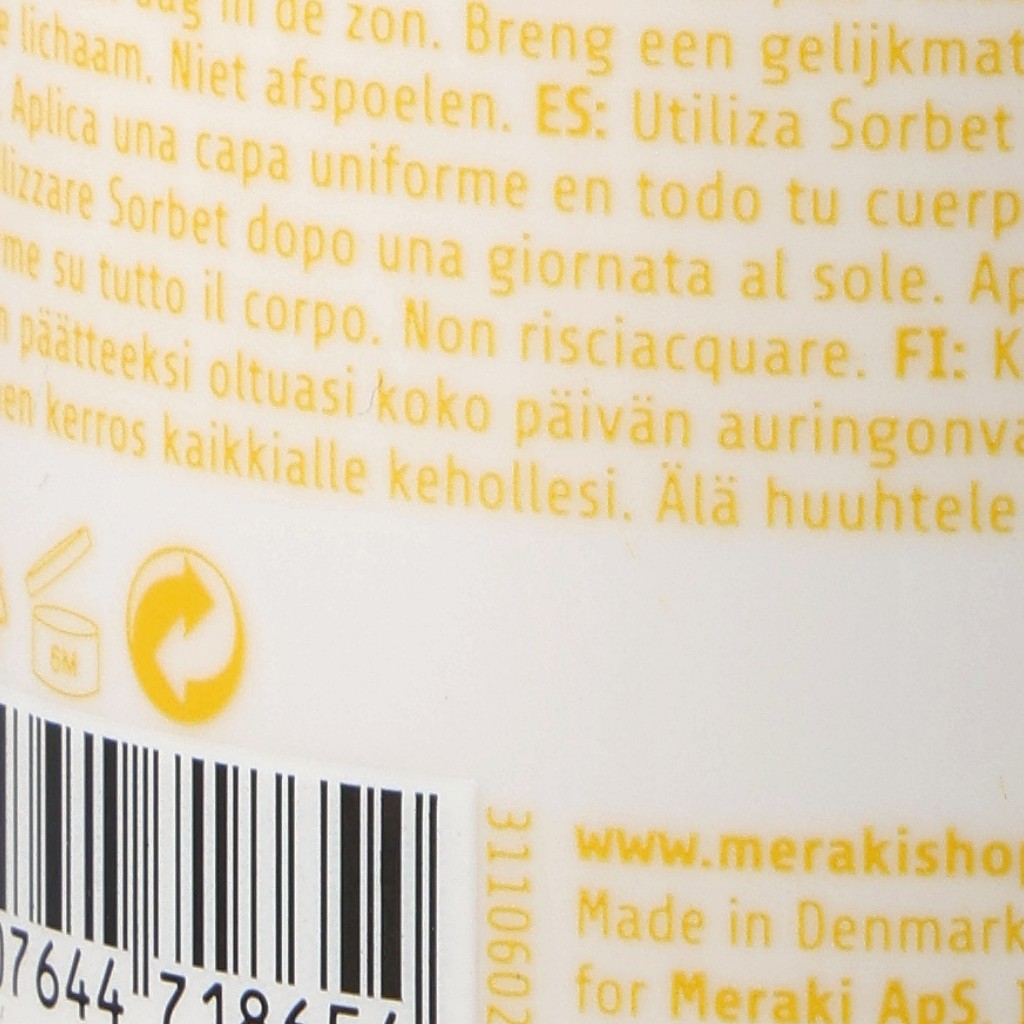 in de zon. Breng een gelijkmat
lichaam. Niet afspoelen. ES: Utiliza Sorbet
Aplica una capa uniforme en todo tu cuerp
lizzare Sorbet dopo una giornata al sole. Ap
me su tutto il corpo. Non risciacquare. FI: K
päätteeksi oltuasi koko päivän auringonva
en kerros kaikkialle kehollesi. Älä huuhtele
6M
7644 71865
3110602
www.merakishop
Made in Denmark
for Meraki ApS.